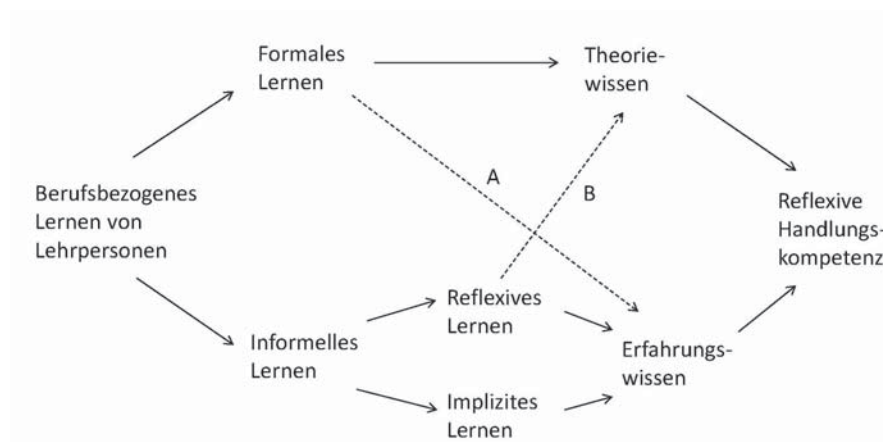 Formales
Lernen
Theorie-
wissen
A
B
Berufsbezogenes
Lernen von
Lehrpersonen
Reflexive
Handlungs-
kompetenz
Reflexives
Lernen
Informelles
Lernen
Erfahrungs-
wissen
Implizites
Lernen